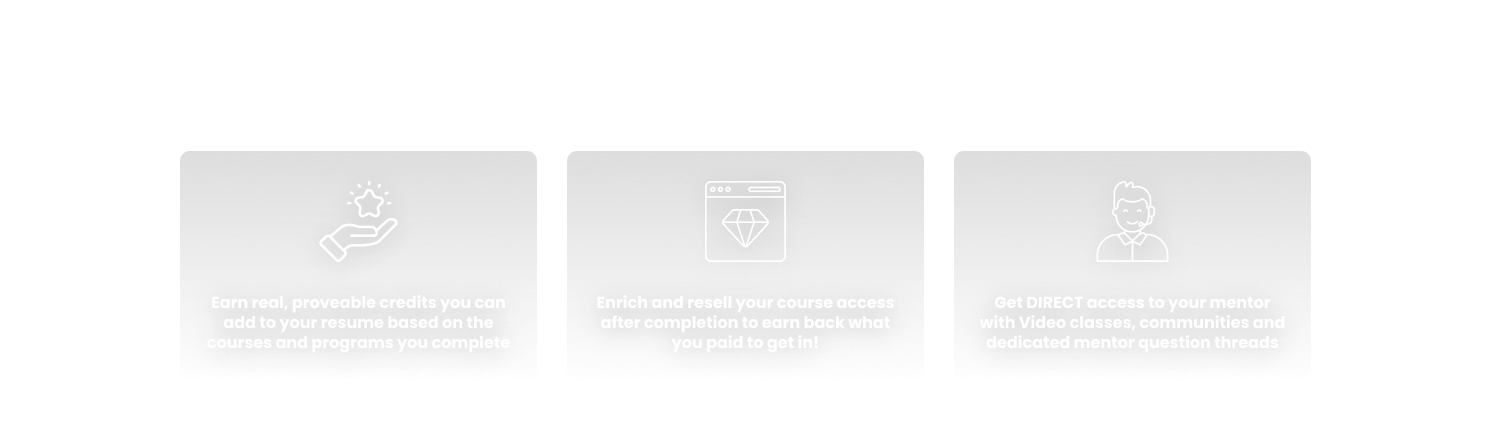 Earn real, proveable credits you can
add to your resume based on the
courses and programs you complete
Enrich and resell your course access
after completion to earn back what
you paid to get in!
Get DIRECT access to your mentor
with Video classes, communities and
dedicated mentor question threads